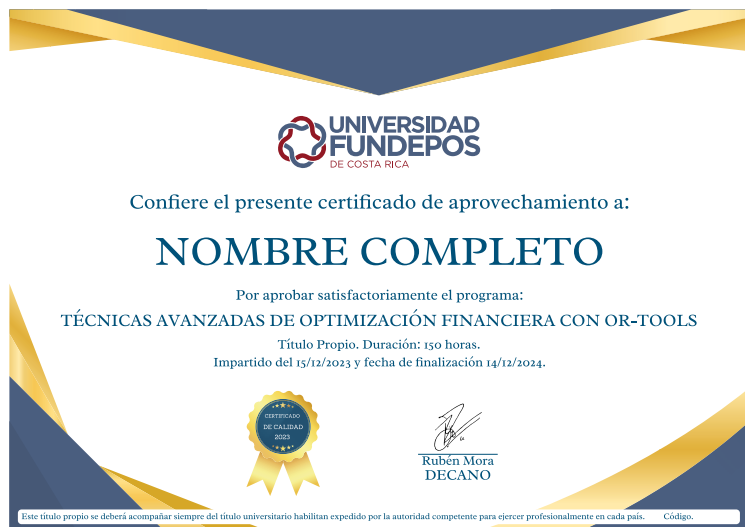 UNIVERSIDAD
FUNDEPOS
DE COSTA RICA
Confiere el presente certificado de aprovechamiento a:
NOMBRE COMPLETO
Por aprobar satisfactoriamente el programa:
TÉCNICAS AVANZADAS DE OPTIMIZACIÓN FINANCIERA CON OR-TOOLS
Título Propio. Duración: 150 horas.
Impartido del 15/12/2023 y fecha de finalización 14/12/2024.
CERTIFICADO
DE CALIDAD
2023
Rubén Mora
DECANO
Este título propio se deberá acompañar siempre del título universitario habilitan expedido por la autoridad competente para ejercer profesionalmente en cada país. Código.